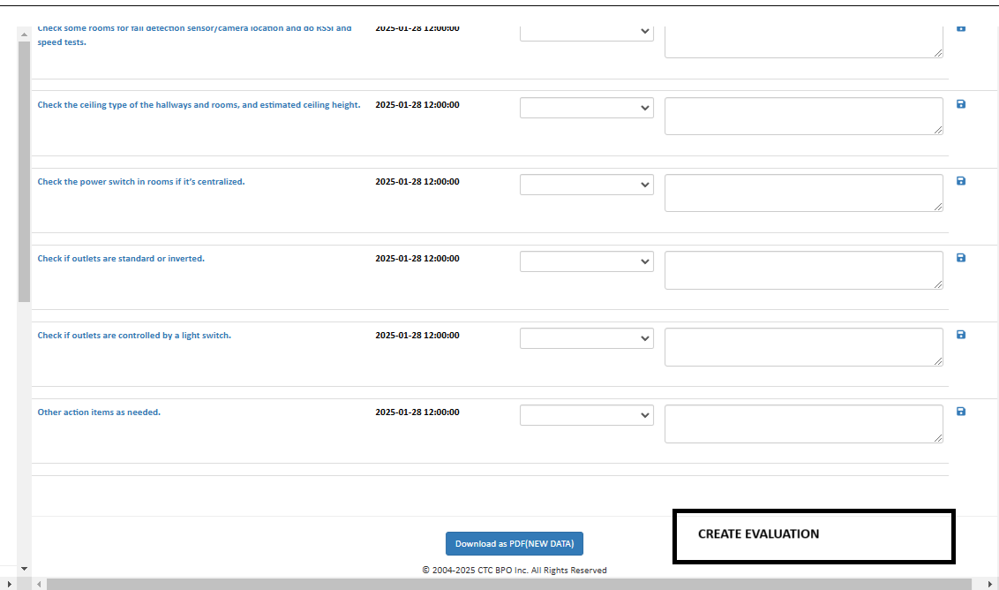 Check some rooms for fall detection sensor/camera location and do RSSI and
speed tests.
2025-01-28 12:00:00
Check the ceiling type of the hallways and rooms, and estimated ceiling height.
2025-01-28 12:00:00
Check the power switch in rooms if it’s centralized.
2025-01-28 12:00:00
Check if outlets are standard or inverted.
2025-01-28 12:00:00
Check if outlets are controlled by a light switch.
2025-01-28 12:00:00
Other action items as needed.
2025-01-28 12:00:00
CREATE EVALUATION
Download as PDF(NEW DATA)
© 2004-2025 CTC BPO Inc. All Rights Reserved